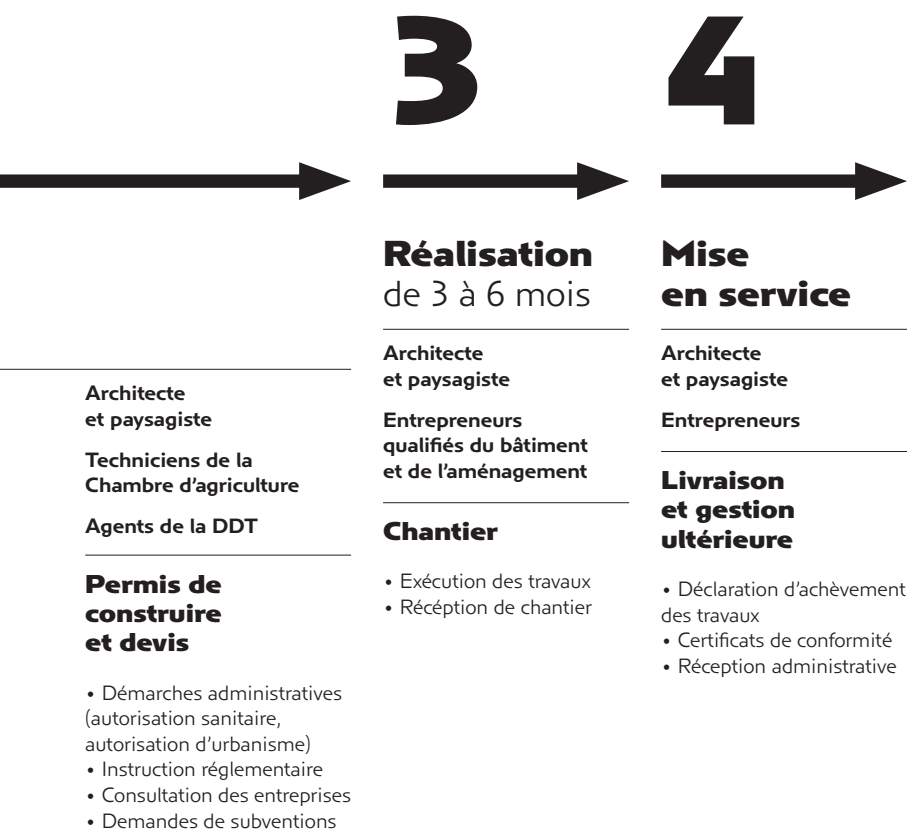 Architecte
et paysagiste
Techniciens de la
Chambre d'agriculture
Agents de la DDT
Permis de
construire
et devis
• Démarches administratives
(autorisation sanitaire,
autorisation d'urbanisme)
• Instruction réglementaire
• Consultation des entreprises
• Demandes de subventions
3
Réalisation
de 3 à 6 mois
Architecte
et paysagiste
Entrepreneurs
qualifiés du bâtiment
et de l'aménagement
Chantier
• Exécution des travaux
• Récéption de chantier
4
Mise
en service
Architecte
et paysagiste
Entrepreneurs
Livraison
et gestion
ultérieure
• Déclaration d'achèvement
des travaux
• Certificats de conformité
• Réception administrative